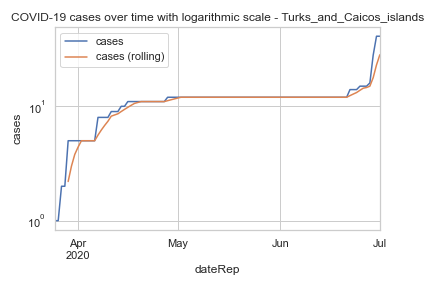 COVID-19 cases over time with logarithmic scale - Turks_and_Caicos_islands
cases
cases (rolling)
10¹
10⁰
cases
Apr
2020
May
Jun
Jul
dateRep